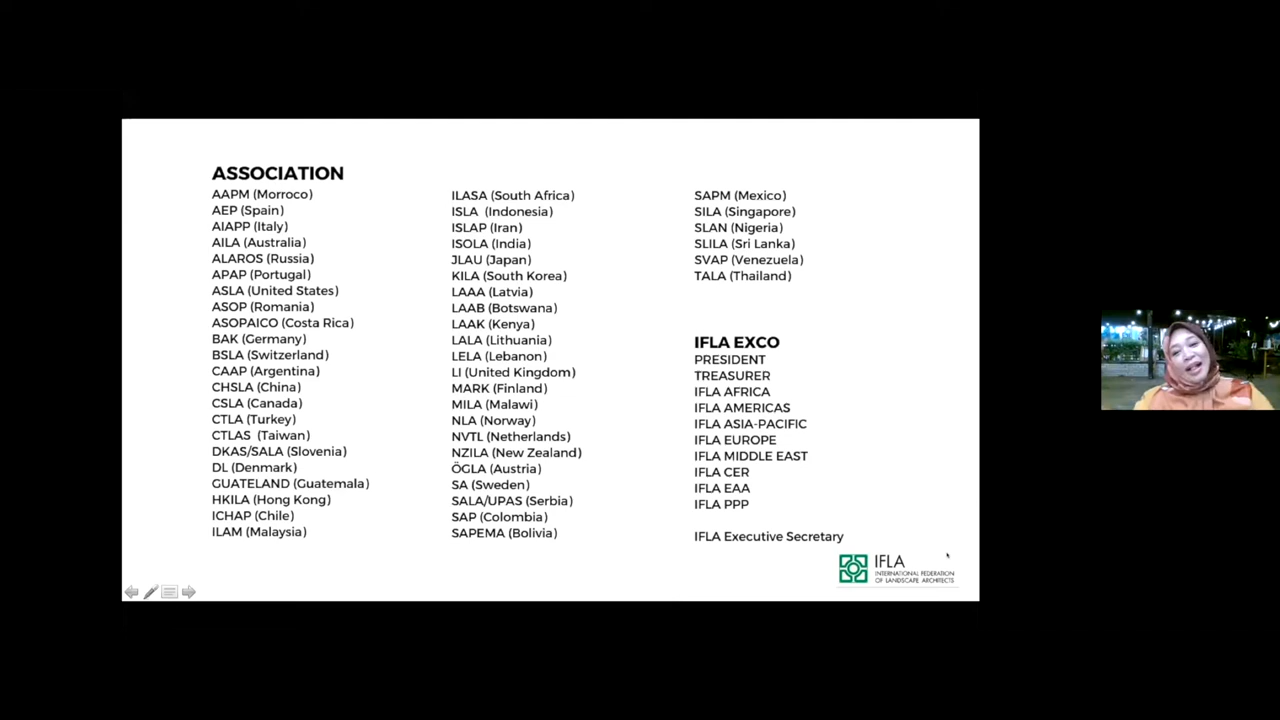 ASSOCIATION
AAPM (Morroco)
AEP (Spain)
AIAPP (Italy)
AILA (Australia)
ALAROS (Russia)
APAP (Portugal)
ASLA (United States)
ASOP (Romania)
ASOPAICO (Costa Rica)
BAK (Germany)
BSLA (Switzerland)
CAAP (Argentina)
CHSLA (China)
CSLA (Canada)
CTLA (Turkey)
CTLAS (Taiwan)
DKAS/SALA (Slovenia)
DL (Denmark)
GUATELAND (Guatemala)
HKILA (Hong Kong)
ICHAP (Chile)
ILAM (Malaysia)
ILASA (South Africa)
ISLA (Indonesia)
ISLAP (Iran)
ISOLA (India)
JLAU (Japan)
KILA (South Korea)
LAAA (Latvia)
LAAB (Botswana)
LAAK (Kenya)
LALA (Lithuania)
LELA (Lebanon)
LI (United Kingdom)
MARK (Finland)
MILA (Malawi)
NLA (Norway)
NVTL (Netherlands)
NZILA (New Zealand)
ÖGLA (Austria)
SA (Sweden)
SALA/UPAS (Serbia)
SAP (Colombia)
SAPEMA (Bolivia)
SAPM (Mexico)
SILA (Singapore)
SLAN (Nigeria)
SLILA (Sri Lanka)
SVAP (Venezuela)
TALA (Thailand)
IFLA EXCO
PRESIDENT
TREASURER
IFLA AFRICA
IFLA AMERICAS
IFLA ASIA-PACIFIC
IFLA EUROPE
IFLA MIDDLE EAST
IFLA CER
IFLA EAA
IFLA PPP
IFLA Executive Secretary
IFLA
INTERNATIONAL FEDERATION
OF LANDSCAPE ARCHITECTS